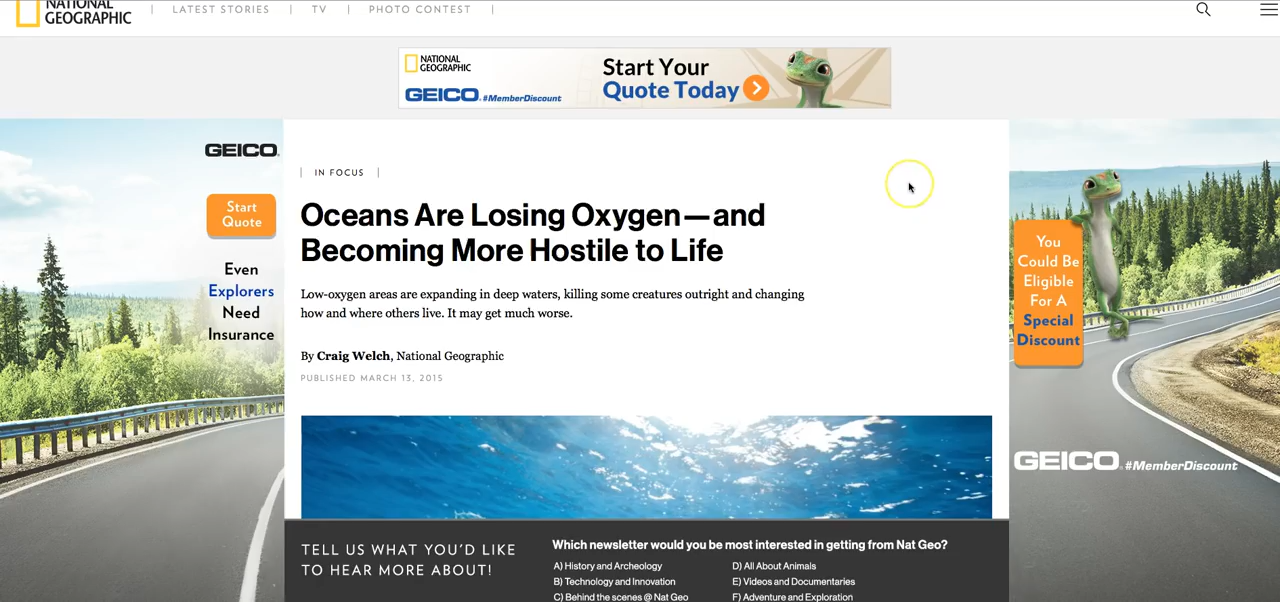 NATIONAL
GEOGRAPHIC
LATEST STORIES
TV
PHOTO CONTEST
NATIONAL
GEOGRAPHIC
GEICO. #MemberDiscount
Start Your
Quote Today
GEICO.
Start
Quote
Even
Explorers
Need
Insurance
IN FOCUS
Oceans Are Losing Oxygen—and
Becoming More Hostile to Life
Low-oxygen areas are expanding in deep waters, killing some creatures outright and changing
how and where others live. It may get much worse.
By Craig Welch, National Geographic
PUBLISHED MARCH 13, 2015
You
Could Be
Eligible
For A
Special
Discount
GEICO. #MemberDiscount
TELL US WHAT YOU'D LIKE
TO HEAR MORE ABOUT!
Which newsletter would you be most interested in getting from Nat Geo?
A) History and Archeology
B) Technology and Innovation
C) Behind the scenes @ Nat Geo
D) All About Animals
E) Videos and Documentaries
F) Adventure and Exploration